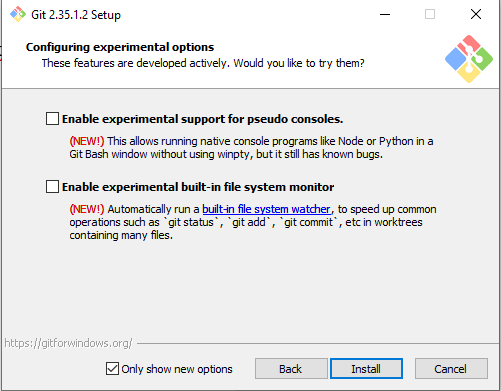 Git 2.35.1.2 Setup
Configuring experimental options
These features are developed actively. Would you like to try them?
Enable experimental support for pseudo consoles.
(NEW!) This allows running native console programs like Node or Python in a
Git Bash window without using winpty, but it still has known bugs.
Enable experimental built-in file system monitor
(NEW!) Automatically run a built-in file system watcher, to speed up common
operations such as `git status`, `git add`, `git commit`, etc in worktrees
containing many files.
https://gitforwindows.org/
Only show new options
Back
Install
Cancel